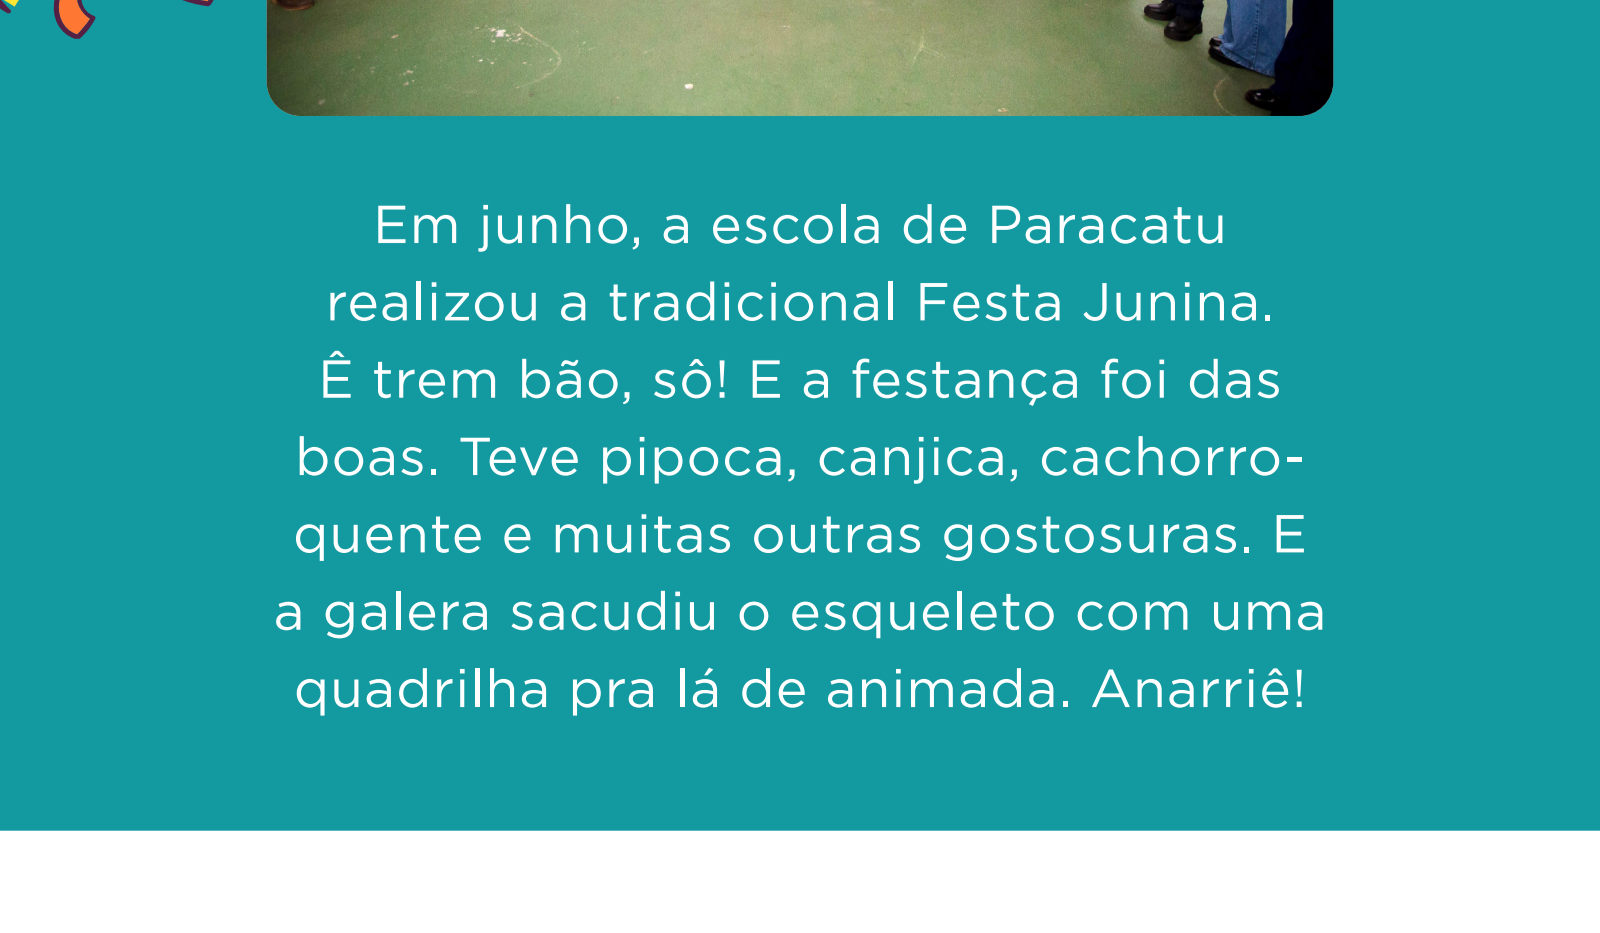 Em junho, a escola de Paracatu
realizou a tradicional Festa Junina.
Ê trem bão, sô! E a festança foi das
boas. Teve pipoca, canjica, cachorro-
quente e muitas outras gostosuras. E
a galera sacudiu o esqueleto com uma
quadrilha pra lá de animada. Anarriê!